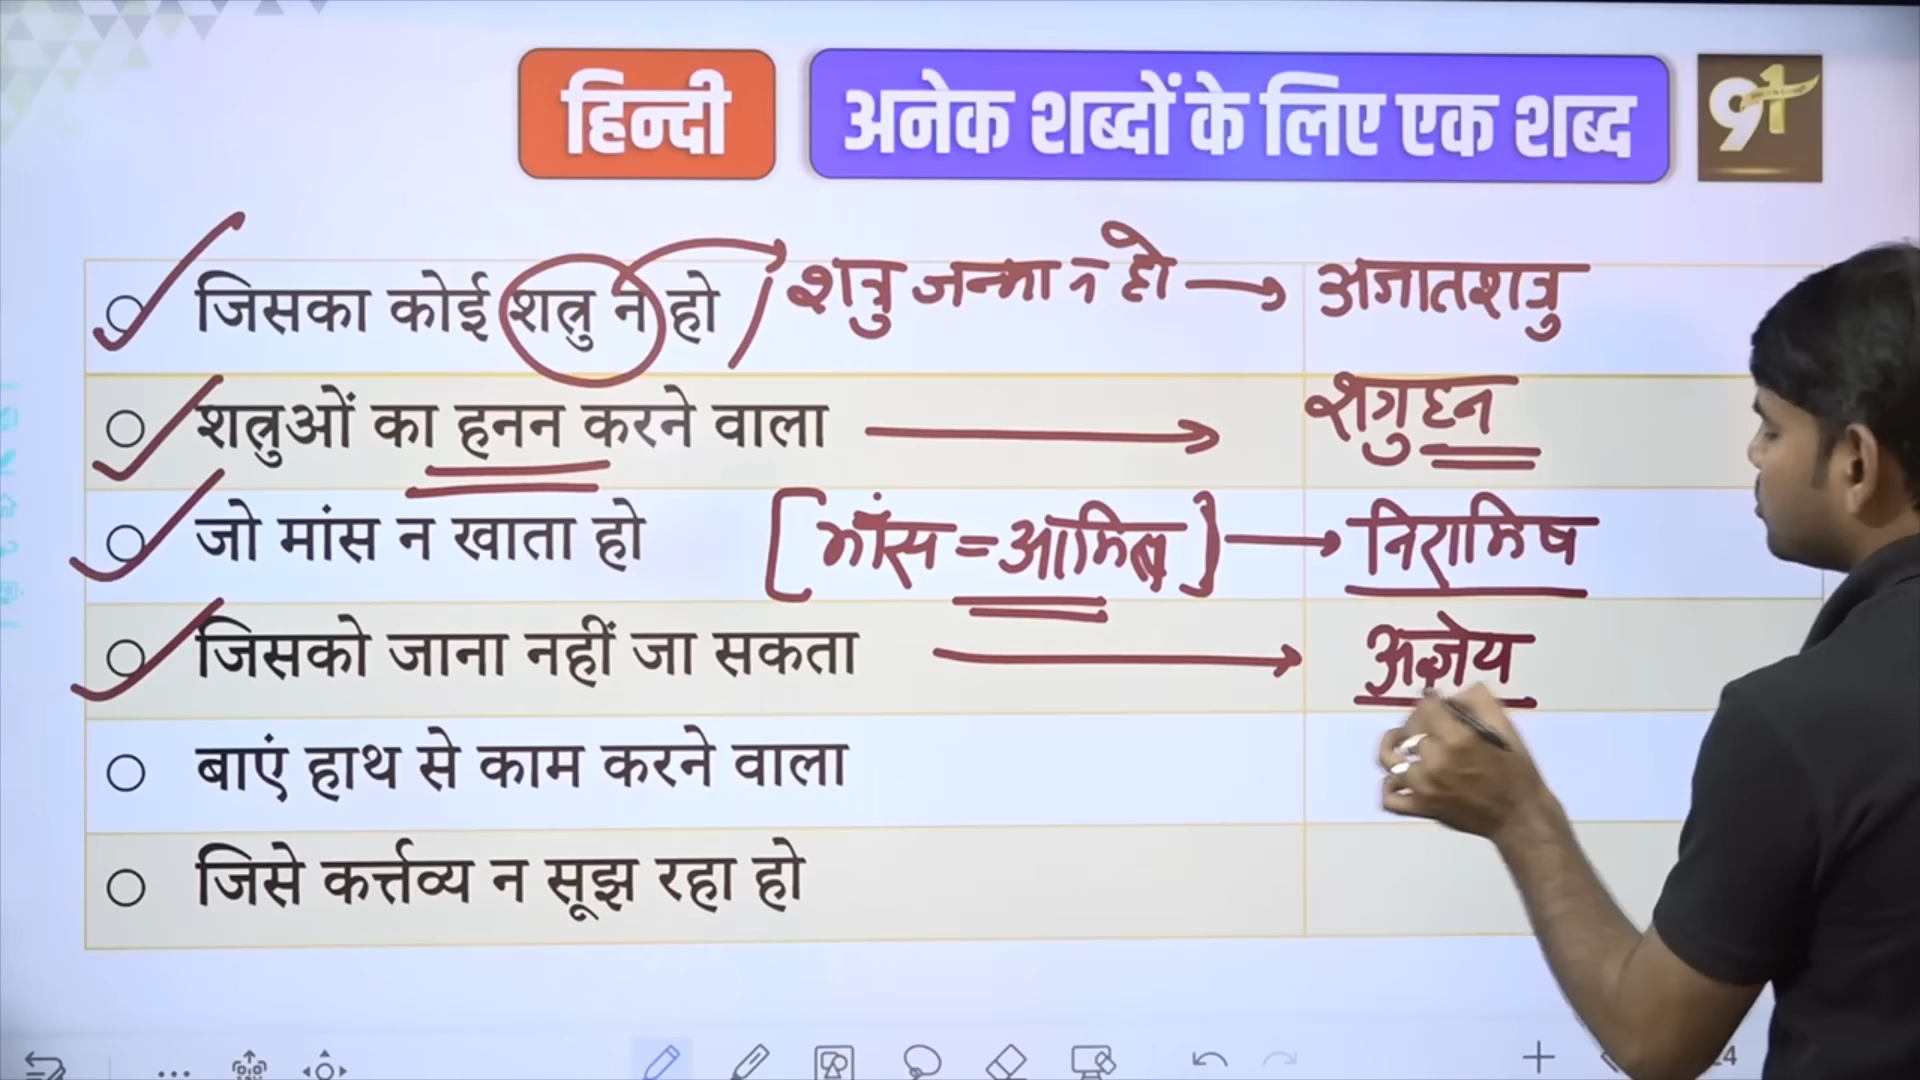 हिन्दी अनेक शब्दों के लिए एक शब्द 91
जिसका कोई शत्रु न हो शत्रु जन्मा न हो → अजातशत्रु
शत्रुओं का हनन करने वाला → शत्रुघ्न
जो मांस न खाता हो [माँस = आमिष] → निरामिष
जिसको जाना नहीं जा सकता → अज्ञेय
बाएं हाथ से काम करने वाला
जिसे कर्त्तव्य न सूझ रहा हो